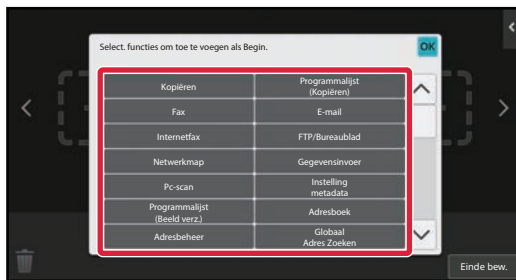 Select. functies om toe te voegen als Begin.
OK
Kopiëren
Programmalijst
(Kopiëren)
Fax
E-mail
Internetfax
FTP/Bureaublad
Netwerkmap
Gegevensinvoer
Pc-scan
Instelling
metadata
Programmalijst
(Beeld verz.)
Adresboek
Adresbeheer
Globaal
Adres Zoeken
Einde bew.